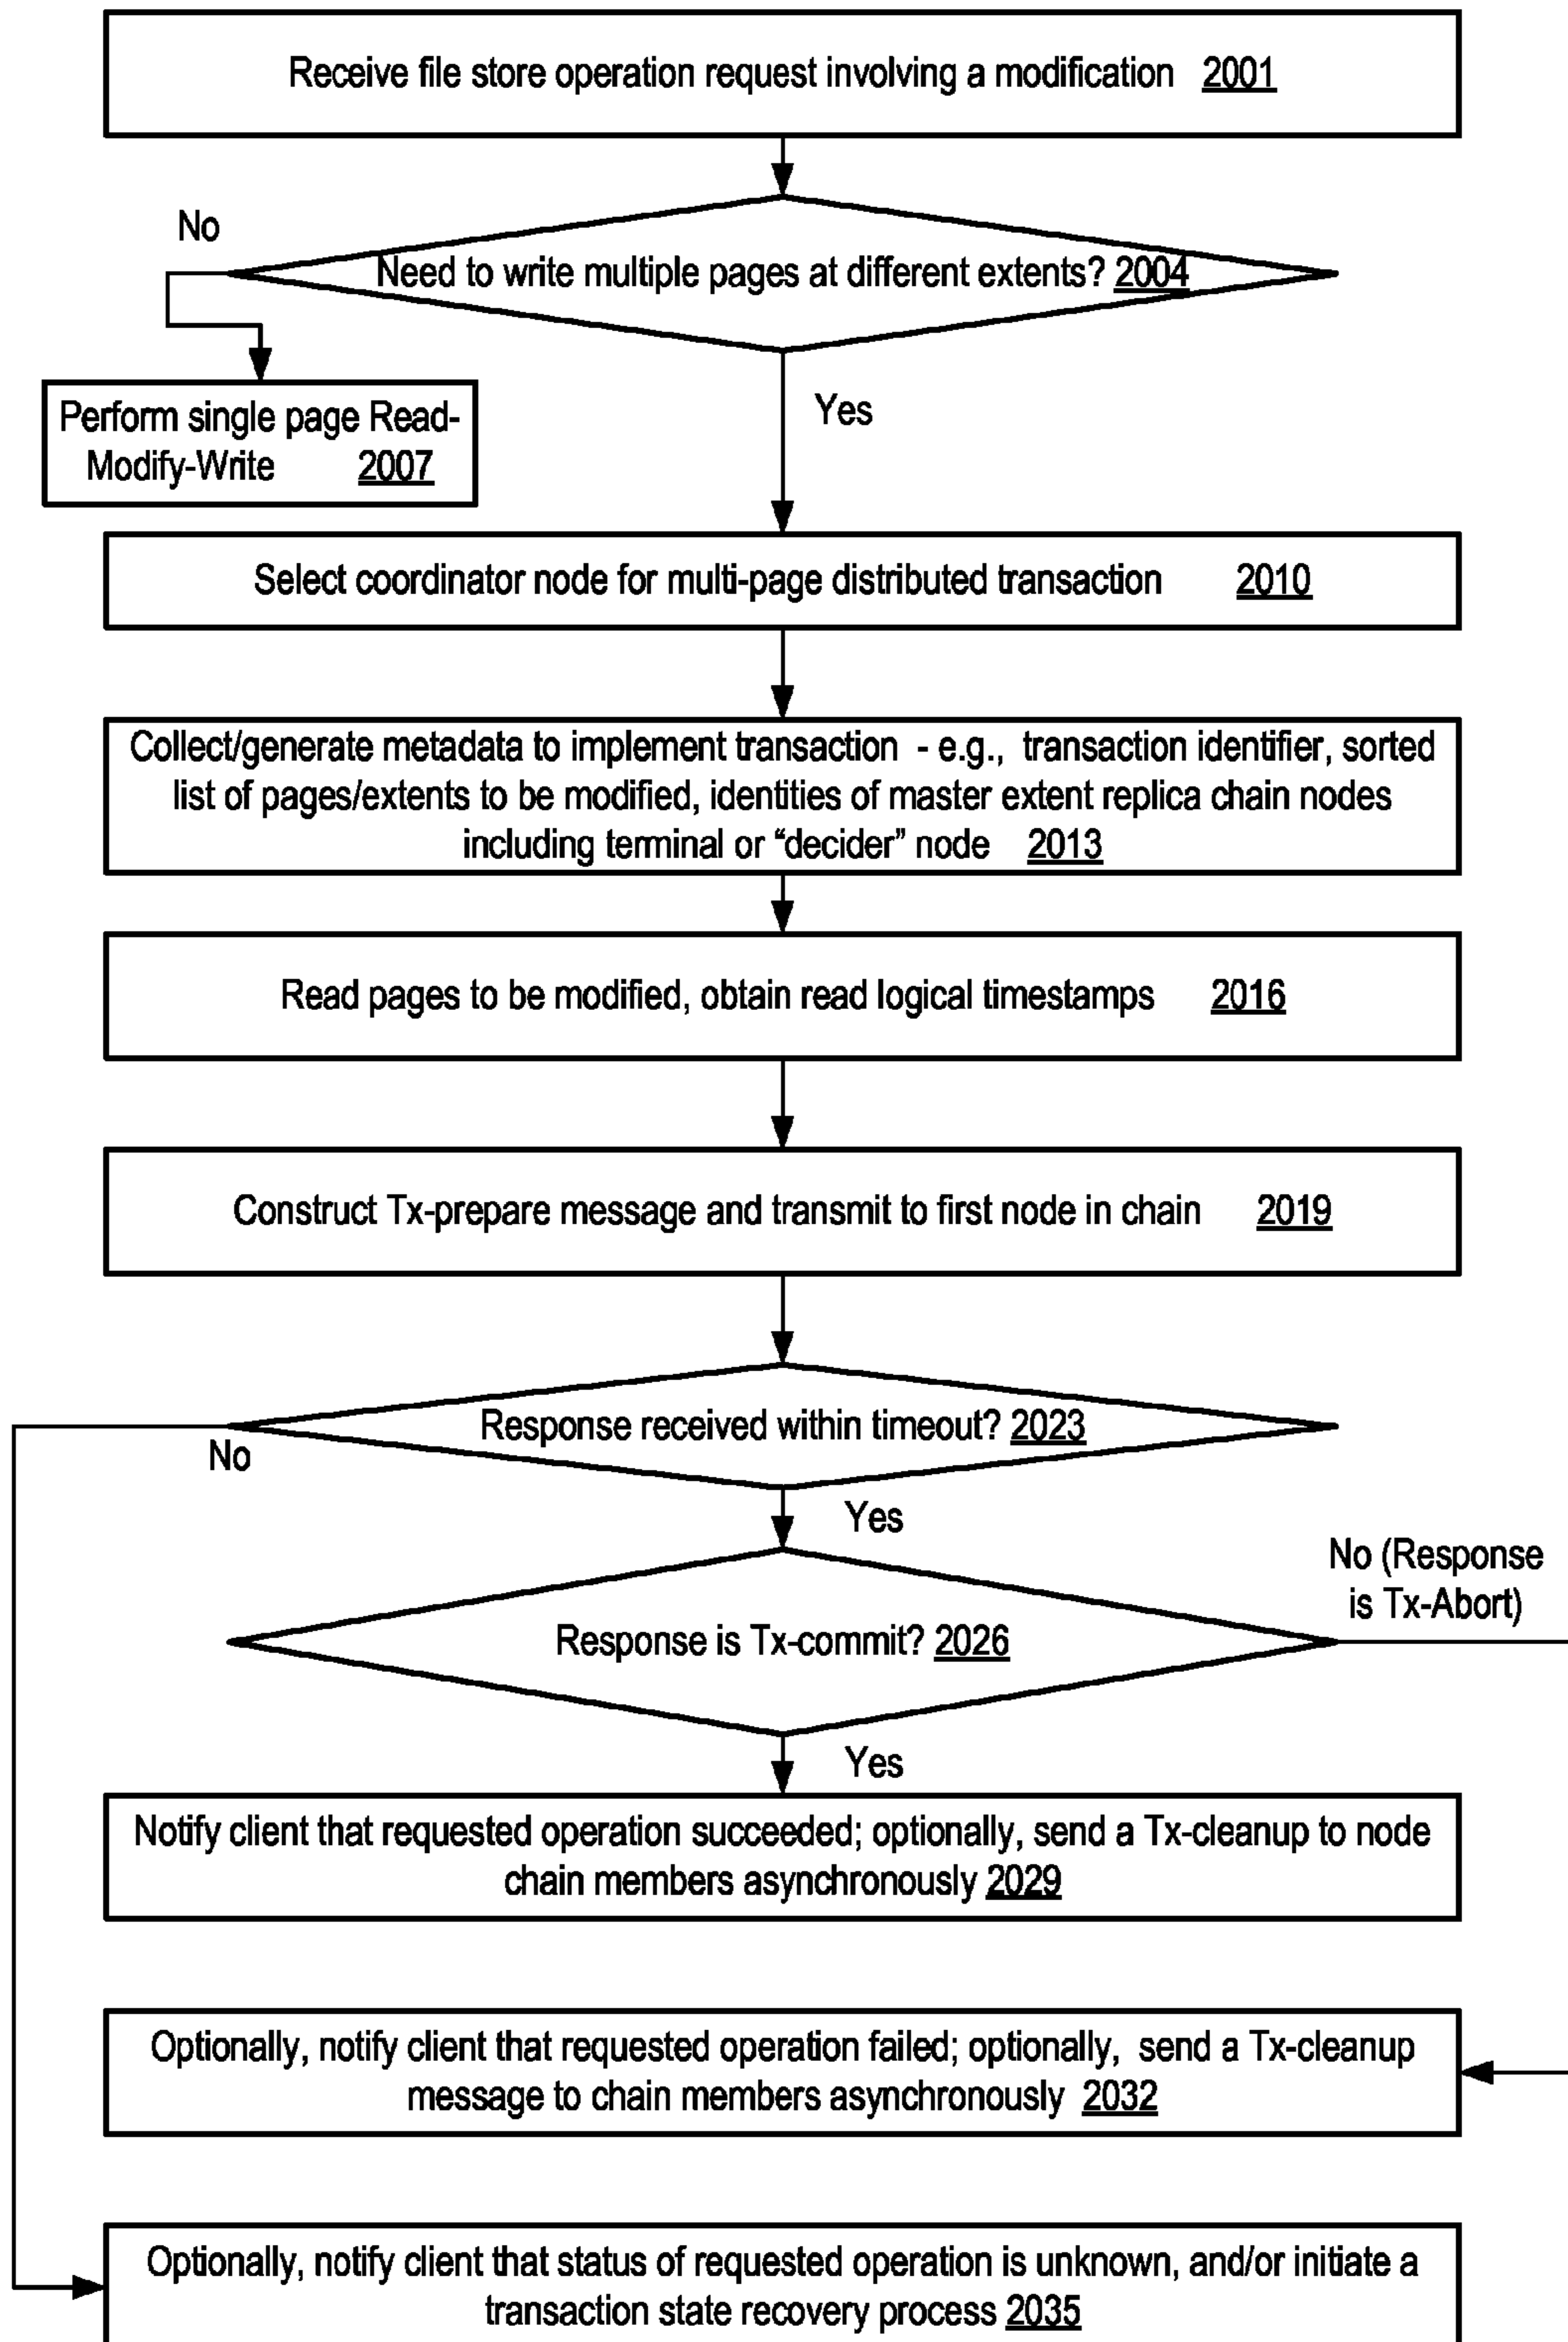 Receive file store operation request involving a modification 2001
No
Need to write multiple pages at different extents? 2004
Perform single page Read-
Modify-Write 2007
Yes
Select coordinator node for multi-page distributed transaction 2010
Collect/generate metadata to implement transaction - e.g., transaction identifier, sorted
list of pages/extents to be modified, identities of master extent replica chain nodes
including terminal or “decider” node 2013
Read pages to be modified, obtain read logical timestamps 2016
Construct Tx-prepare message and transmit to first node in chain 2019
Response received within timeout? 2023
No
Yes
No (Response
is Tx-Abort)
Response is Tx-commit? 2026
Yes
Notify client that requested operation succeeded; optionally, send a Tx-cleanup to node
chain members asynchronously 2029
Optionally, notify client that requested operation failed; optionally, send a Tx-cleanup
message to chain members asynchronously 2032
Optionally, notify client that status of requested operation is unknown, and/or initiate a
transaction state recovery process 2035